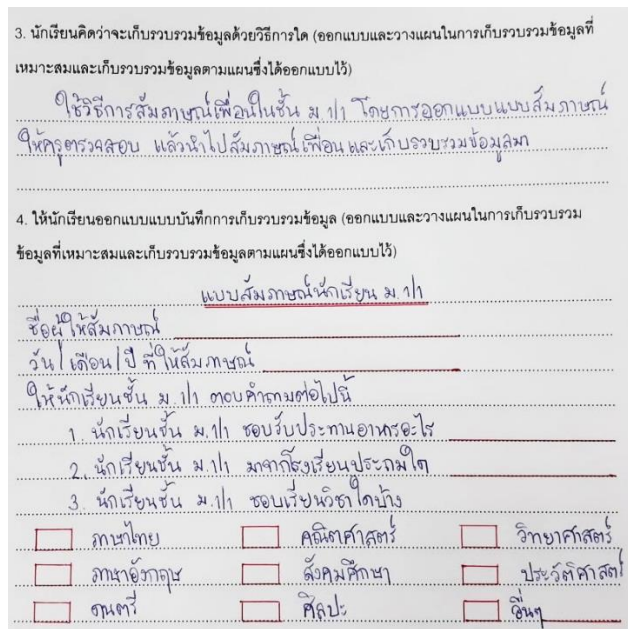 3. นักเรียนคิดว่าจะเก็บรวบรวมข้อมูลด้วยวิธีการใด (ออกแบบและวางแผนในการเก็บรวบรวมข้อมูลที่
เหมาะสมและเก็บรวบรวมข้อมูลตามแผนซึ่งได้ออกแบบไว้)
ใช้วิธีการสัมภาษณ์เพื่อนในชั้น ม.1/1 โดยการออกแบบแบบสัมภาษณ์
ให้ครูตรวจสอบ แล้วนำไปสัมภาษณ์เพื่อนและเก็บรวบรวมข้อมูลมา
4. ให้นักเรียนออกแบบแบบบันทึกการเก็บรวบรวมข้อมูล (ออกแบบและวางแผนในการเก็บรวบรวม
ข้อมูลที่เหมาะสมและเก็บรวบรวมข้อมูลตามแผนซึ่งได้ออกแบบไว้)
แบบสัมภาษณ์นักเรียน ม.1/1
ชื่อผู้ให้สัมภาษณ์
วัน/เดือน/ปี ที่ให้สัมภาษณ์
ให้นักเรียนชั้น ม.1/1 ตอบคำถามต่อไปนี้
1. นักเรียนชั้น ม.1/1 ชอบรับประทานอาหารอะไร
2. นักเรียนชั้น ม.1/1 มาจากโรงเรียนประถมใด
3. นักเรียนชั้น ม.1/1 ชอบเรียนวิชาใดบ้าง
ภาษาไทย คณิตศาสตร์ วิทยาศาสตร์
ภาษาอังกฤษ สังคมศึกษา ประวัติศาสตร์
ดนตรี ศิลปะ อื่นๆ